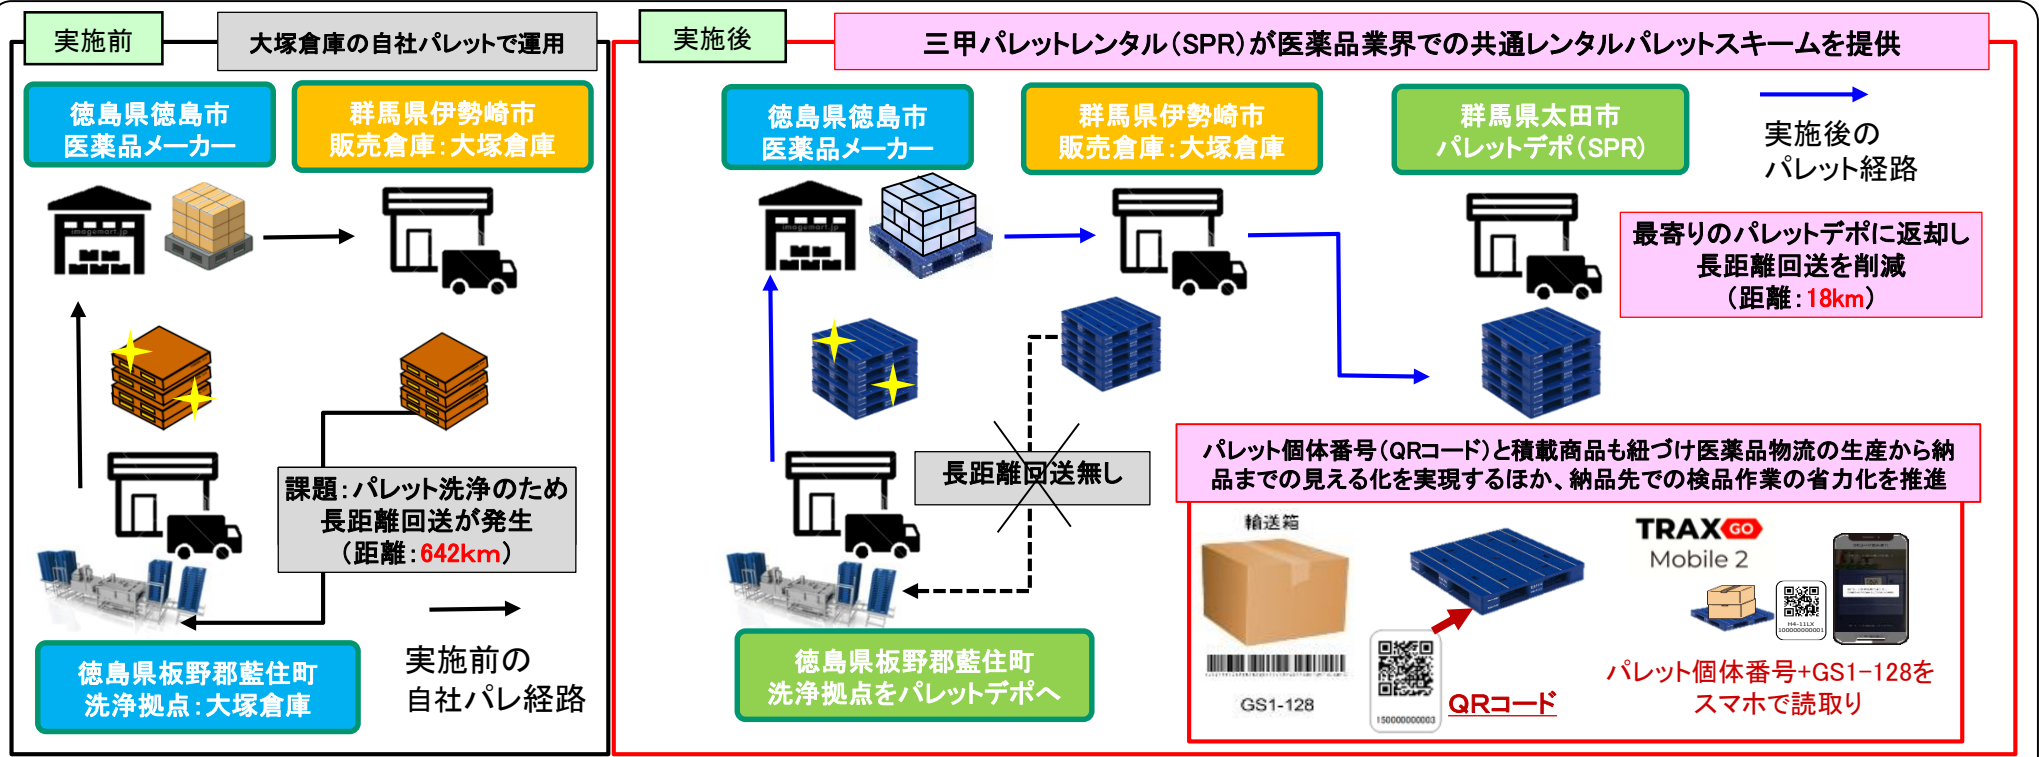 実施前
大塚倉庫の自社パレットで運用
徳島県徳島市
医薬品メーカー
群馬県伊勢崎市
販売倉庫：大塚倉庫
imagemart.jp
課題：パレット洗浄のため
長距離回送が発生
（距離：642km）
徳島県板野郡藍住町
洗浄拠点：大塚倉庫
実施前の
自社パレ経路
実施後
三甲パレットレンタル（SPR）が医薬品業界での共通レンタルパレットスキームを提供
徳島県徳島市
医薬品メーカー
群馬県伊勢崎市
販売倉庫：大塚倉庫
群馬県太田市
パレットデポ（SPR）
実施後の
パレット経路
imagemart.jp
最寄りのパレットデポに返却し
長距離回送を削減
（距離：18km）
長距離回送無し
徳島県板野郡藍住町
洗浄拠点をパレットデポへ
パレット個体番号（QRコード）と積載商品も紐づけ医薬品物流の生産から納
品までの見える化を実現するほか、納品先での検品作業の省力化を推進
輸送箱
GS1-128
150000000003
QRコード
TRAX GO
Mobile 2
H4-11LX
100000000001
パレット個体番号+GS1-128を
スマホで読取り